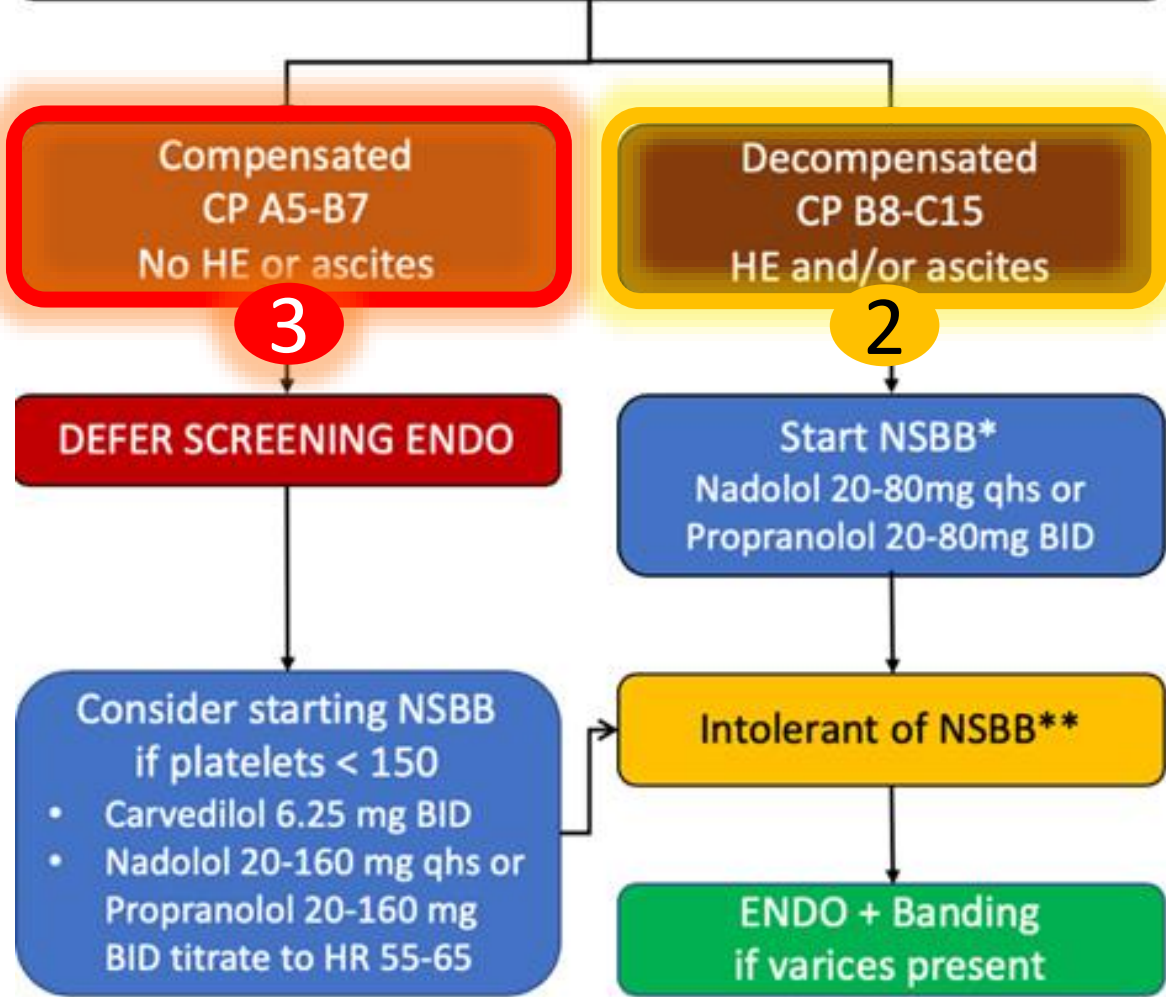 Compensated
CP A5-B7
No HE or ascites
3
Decompensated
CP B8-C15
HE and/or ascites
2
DEFER SCREENING ENDO
Start NSBB*
Nadolol 20-80mg qhs or
Propranolol 20-80mg BID
Consider starting NSBB
if platelets < 150
• Carvedilol 6.25 mg BID
• Nadolol 20-160 mg qhs or
Propranolol 20-160 mg
BID titrate to HR 55-65
Intolerant of NSBB**
ENDO + Banding
if varices present